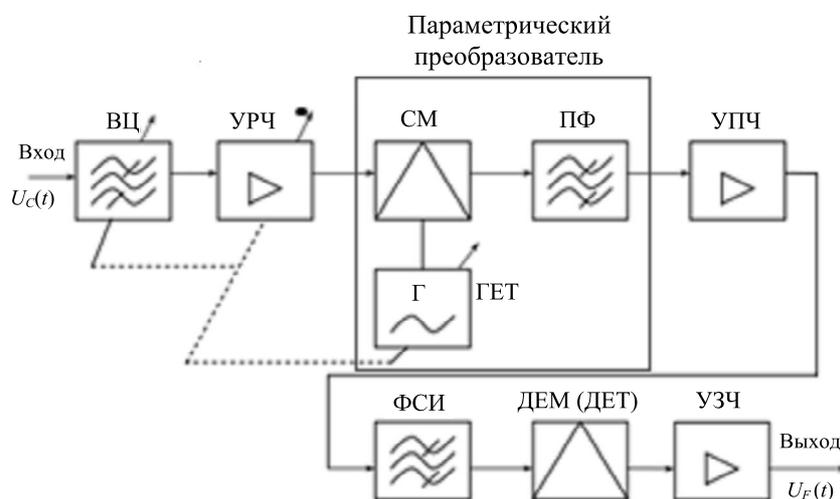 Параметрический
преобразователь
ВЦ
УРЧ
СМ
ПФ
УПЧ
Вход
U_C(t)
Г
ГЕТ
ФСИ
ДЕМ (ДЕТ)
УЗЧ
Выход
U_F(t)